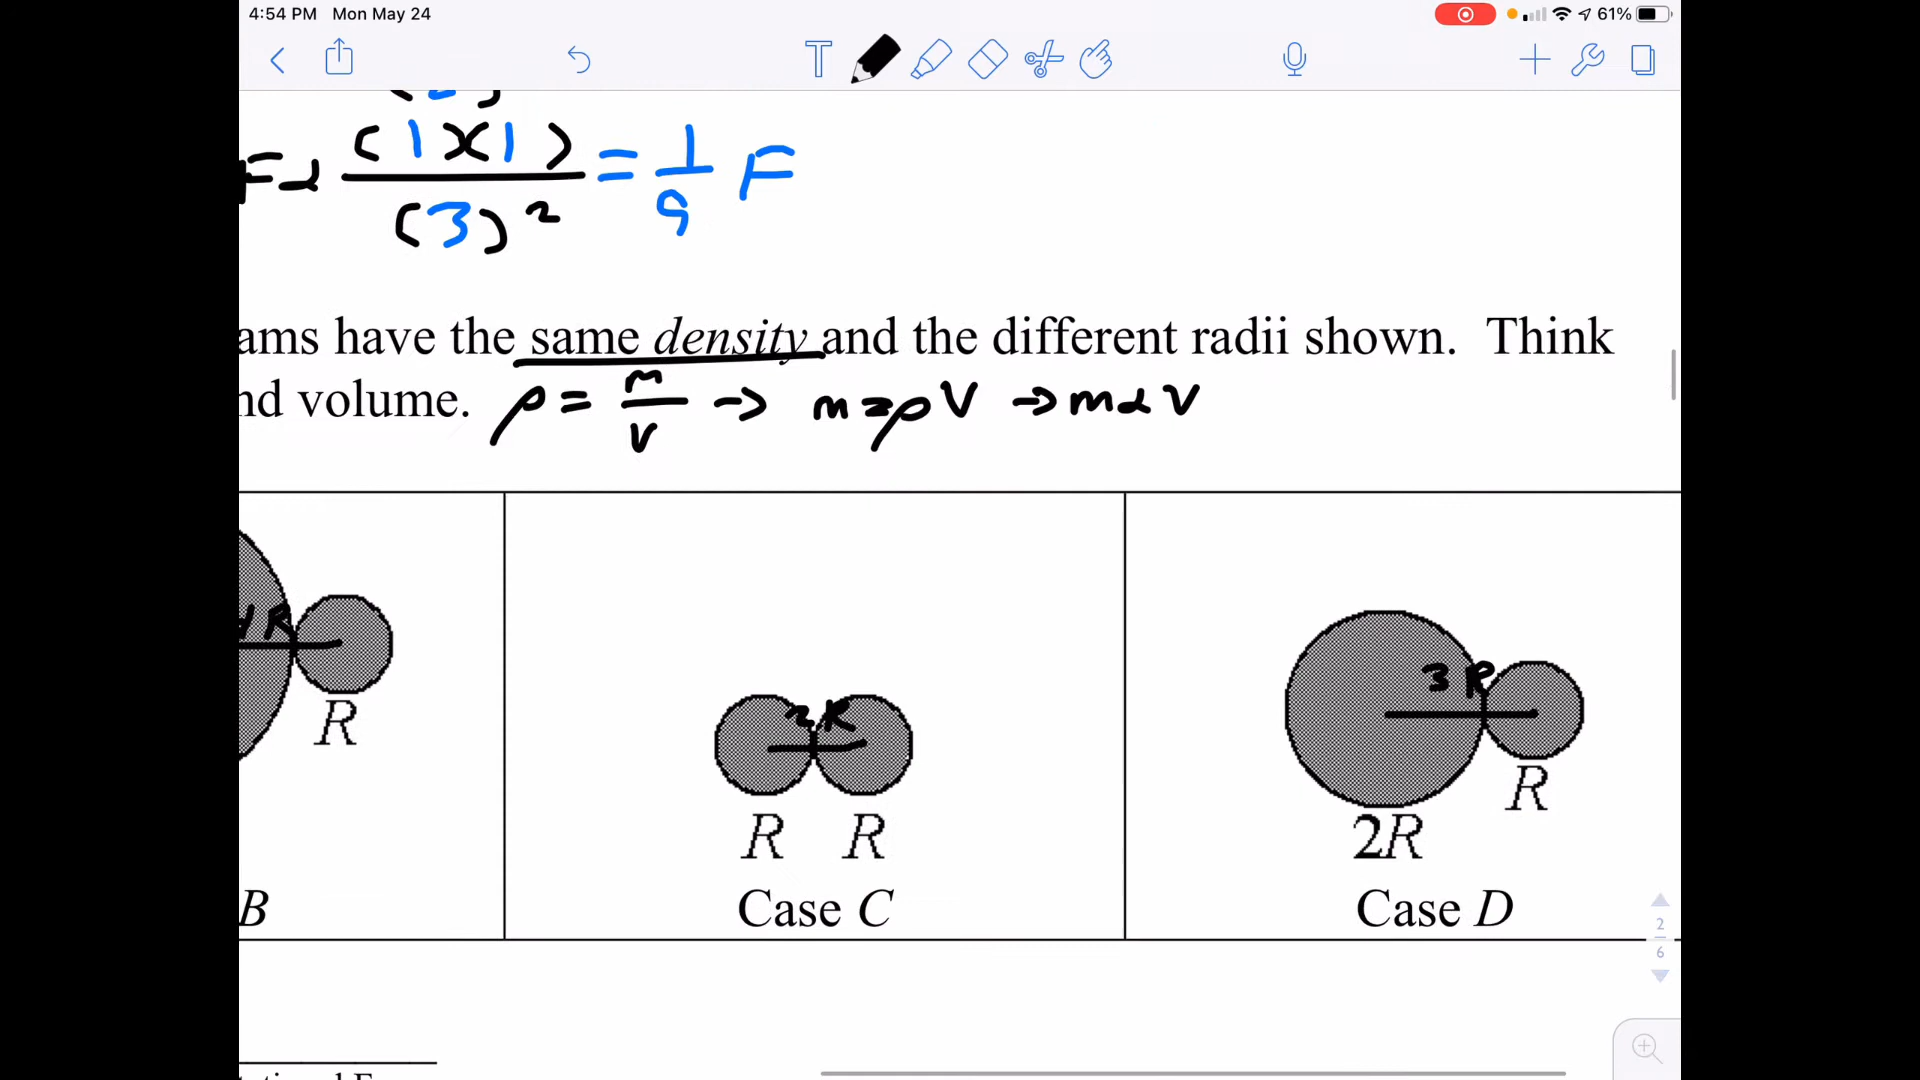 4:54 PM Mon May 24
61%
T
F α (1)(1) / (3)² = 1/9 F
ams have the same density and the different radii shown. Think
nd volume. ρ = m/V → m = ρV → m α V
4R
3R
2R
R
R
2R
R R
B
Case C
Case D
2
6